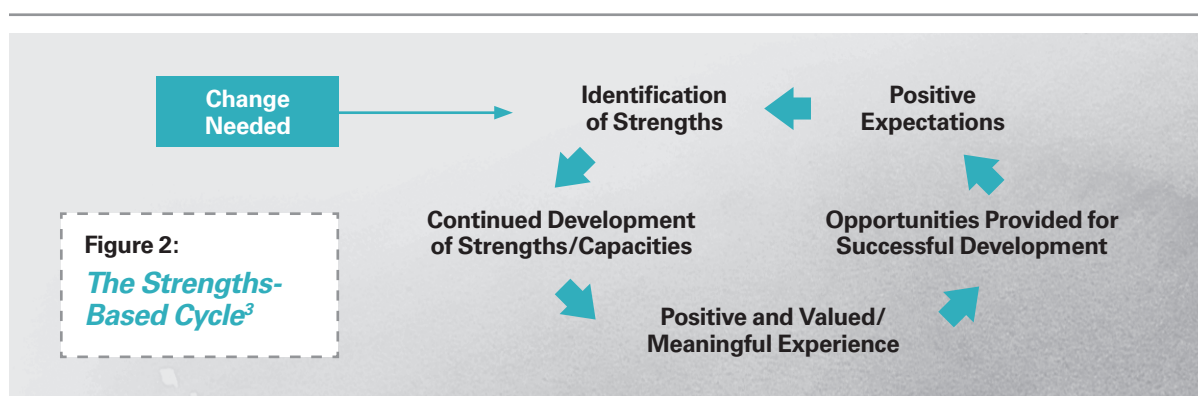 Change
Needed
Identification
of Strengths
Positive
Expectations
Continued Development
of Strengths/Capacities
Opportunities Provided for
Successful Development
Positive and Valued/
Meaningful Experience
Figure 2:
The Strengths-
Based Cycle3